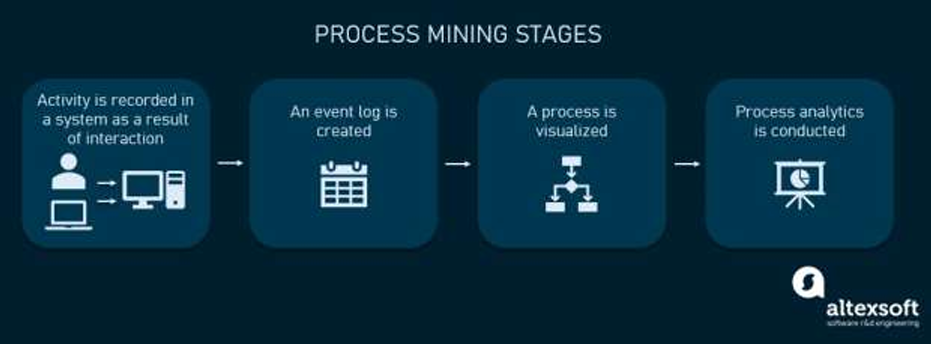 PROCESS MINING STAGES
Activity is recorded in
a system as a result
of interaction
An event log is
created
A process is
visualized
Process analytics
is conducted
altexsoft
software r&d engineering